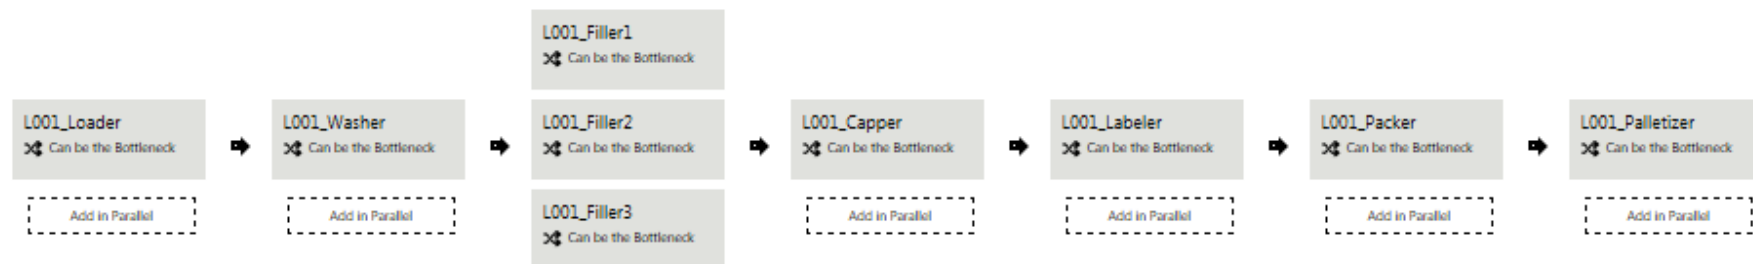 L001_Loader
Can be the Bottleneck
Add in Parallel
L001_Washer
Can be the Bottleneck
Add in Parallel
L001_Filler1
Can be the Bottleneck
L001_Filler2
Can be the Bottleneck
L001_Filler3
Can be the Bottleneck
L001_Capper
Can be the Bottleneck
Add in Parallel
L001_Labeler
Can be the Bottleneck
Add in Parallel
L001_Packer
Can be the Bottleneck
Add in Parallel
L001_Palletizer
Can be the Bottleneck
Add in Parallel